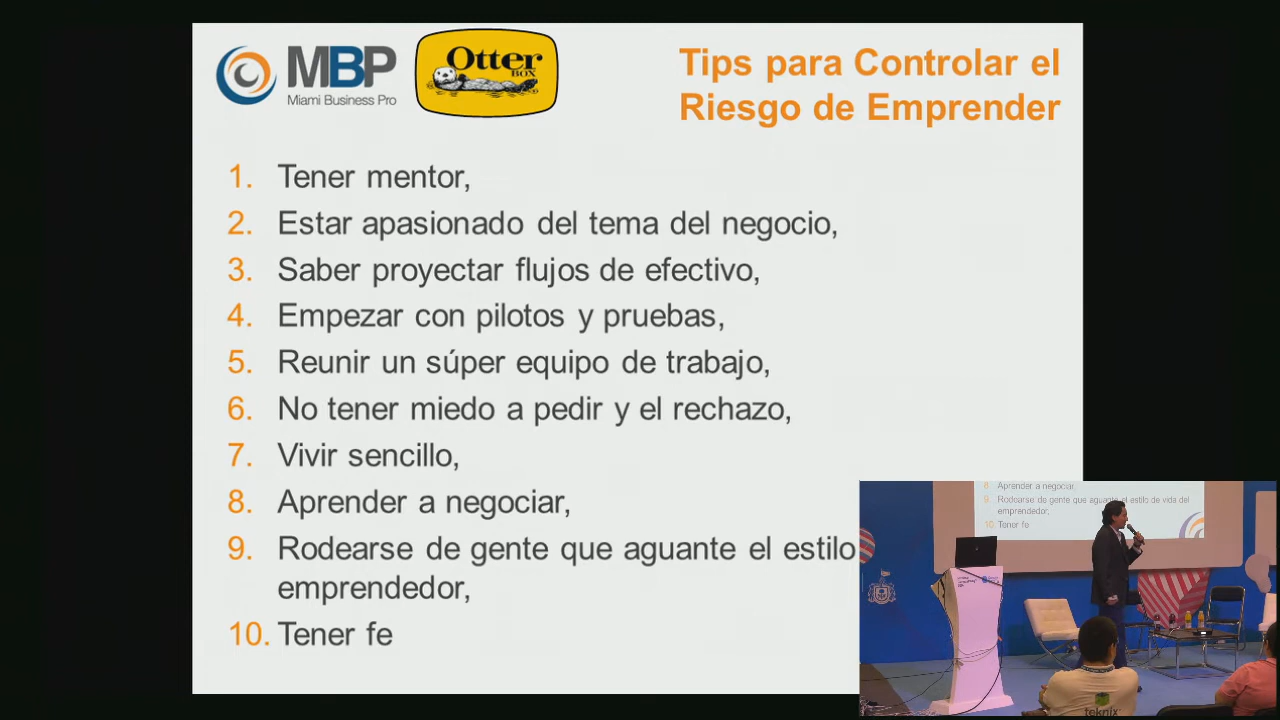 MBP
Miami Business Pro
Otter
BOX
Tips para Controlar el
Riesgo de Emprender
1. Tener mentor,
2. Estar apasionado del tema del negocio,
3. Saber proyectar flujos de efectivo,
4. Empezar con pilotos y pruebas,
5. Reunir un súper equipo de trabajo,
6. No tener miedo a pedir y el rechazo,
7. Vivir sencillo,
8. Aprender a negociar,
9. Rodearse de gente que aguante el estilo
emprendedor,
10. Tener fe
8. Aprender a negociar,
9. Rodearse de gente que aguante el estilo de vida del
emprendedor,
10. Tener fe
teknix